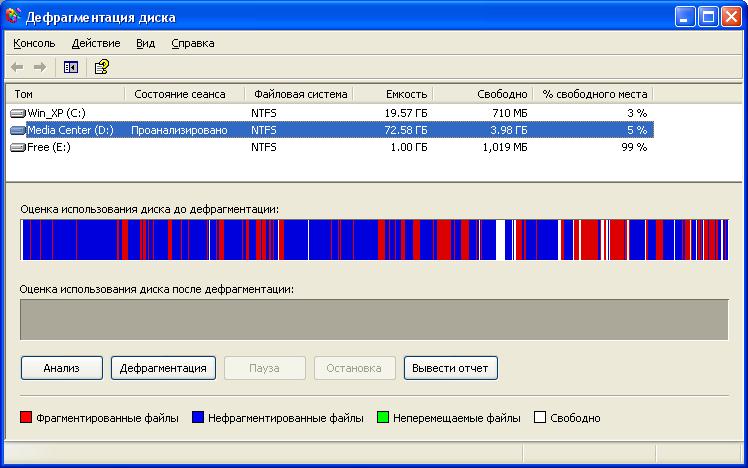 Дефрагментация диска
Консоль Действие Вид Справка
Том Состояние сеанса Файловая система Емкость Свободно % свободного места
Win_XP (C:) NTFS 19.57 ГБ 710 МБ 3 %
Media Center (D:) Проанализировано NTFS 72.58 ГБ 3.98 ГБ 5 %
Free (E:) NTFS 1.00 ГБ 1,019 МБ 99 %
Оценка использования диска до дефрагментации:
Оценка использования диска после дефрагментации:
Анализ Дефрагментация Пауза Остановка Вывести отчет
Фрагментированные файлы Нефрагментированные файлы Неперемещаемые файлы Свободно